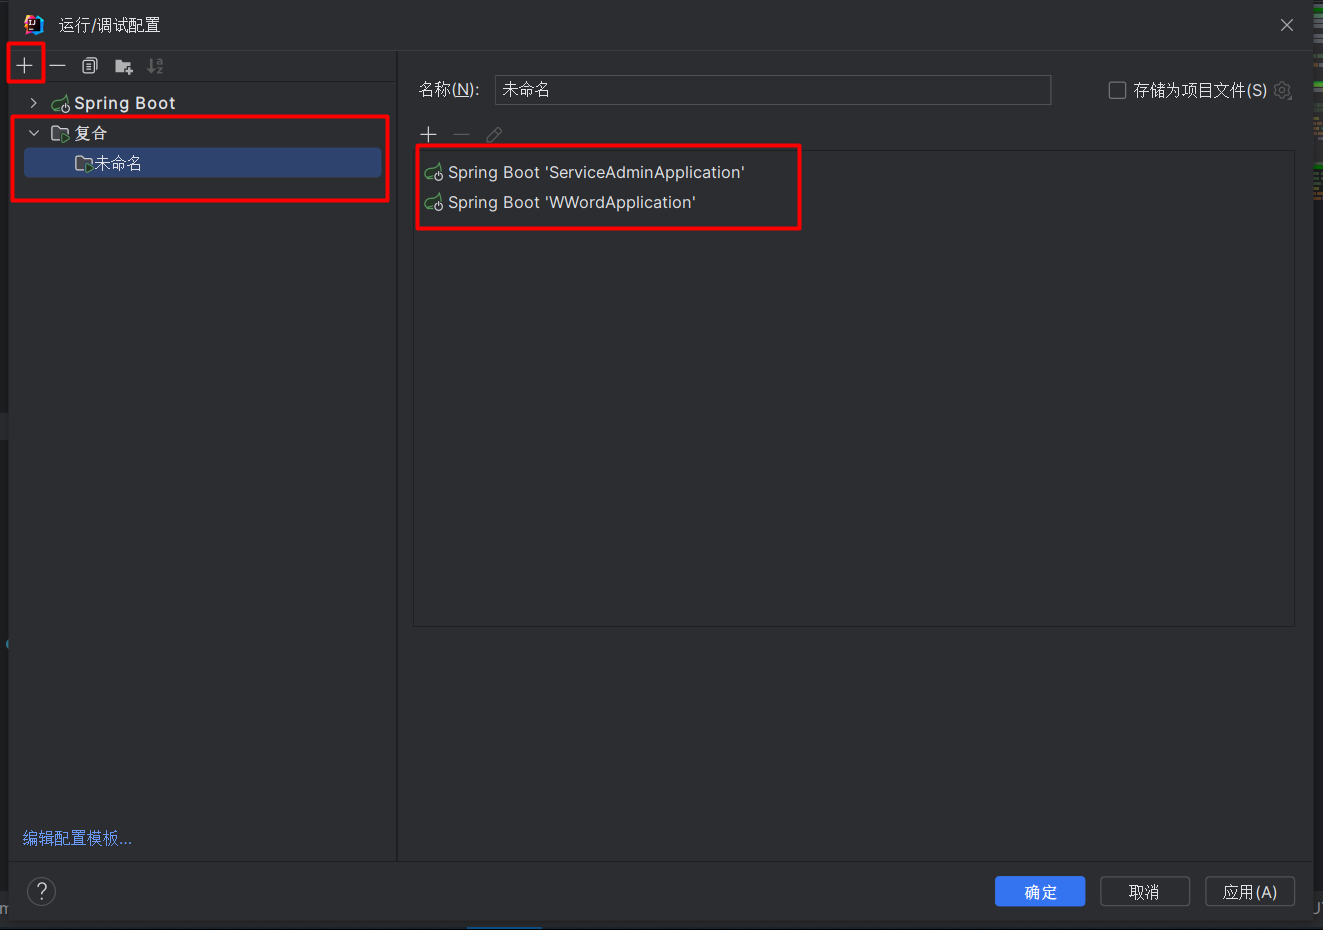 运行/调试配置
Spring Boot
复合
未命名
编辑配置模板...
名称(N):
未命名
存储为项目文件(S)
Spring Boot 'ServiceAdminApplication'
Spring Boot 'WWordApplication'
?
确定
取消
应用(A)